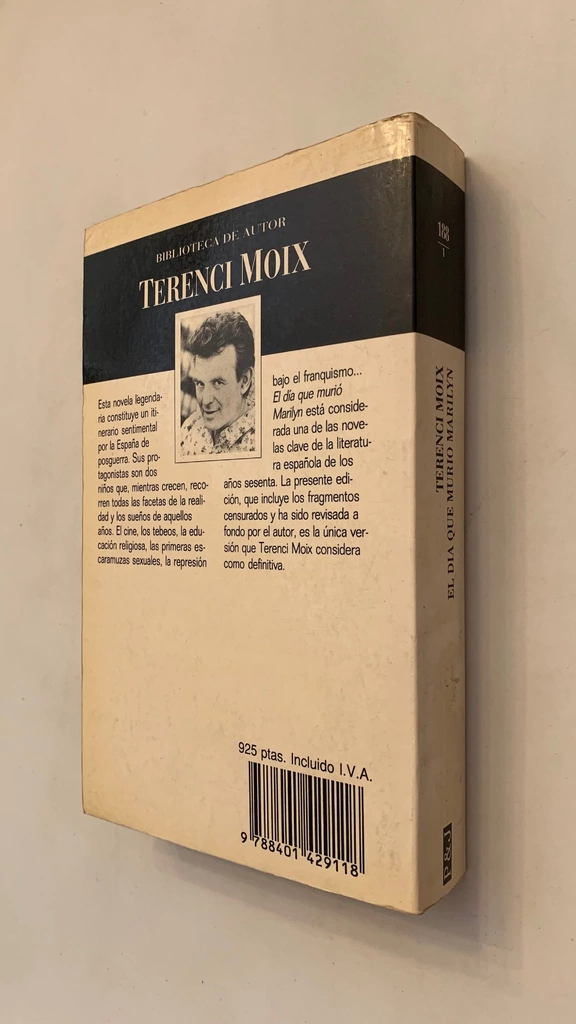 BIBLIOTECA DE AUTOR
TERENCI MOIX
Esta novela legenda-
ria constituye un iti-
nerario sentimental
por la España de
posguerra. Sus pro-
tagonistas son dos
niños que, mientras crecen, reco-
rren todas las facetas de la reali-
dad y los sueños de aquellos
años. El cine, los tebeos, la edu-
cación religiosa, las primeras es-
caramuzas sexuales, la represión
bajo el franquismo...
El día que murió
Marilyn está conside-
rada una de las nove-
las clave de la literatu-
ra española de los
años sesenta. La presente edi-
ción, que incluye los fragmentos
censurados y ha sido revisada a
fondo por el autor, es la única ver-
sión que Terenci Moix considera
como definitiva.
925 ptas. Incluido I.V.A.
9 788401 429118
188
1
TERENCI MOIX
EL DIA QUE MURIO MARILYN
P&J